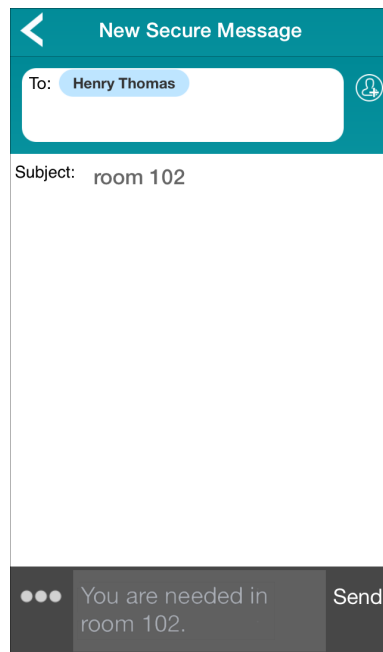 New Secure Message
To: Henry Thomas
Subject: room 102
You are needed in
room 102.
Send